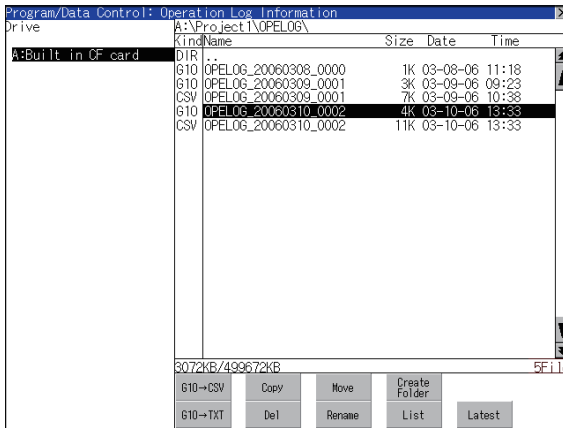 Program/Data Control: Operation Log Information
Drive A:\Project1\OPELOG\
Kind Name Size Date Time
A:Built in CF card DIR ..
G10 OPELOG_20060308_0000 1K 03-08-06 11:18
G10 OPELOG_20060309_0001 3K 03-09-06 09:23
CSV OPELOG_20060309_0001 7K 03-09-06 10:38
G10 OPELOG_20060310_0002 4K 03-10-06 13:33
CSV OPELOG_20060310_0002 11K 03-10-06 13:33
3072KB/499672KB 5Fil
G10→CSV Copy Move Create Folder
G10→TXT Del Rename List Latest